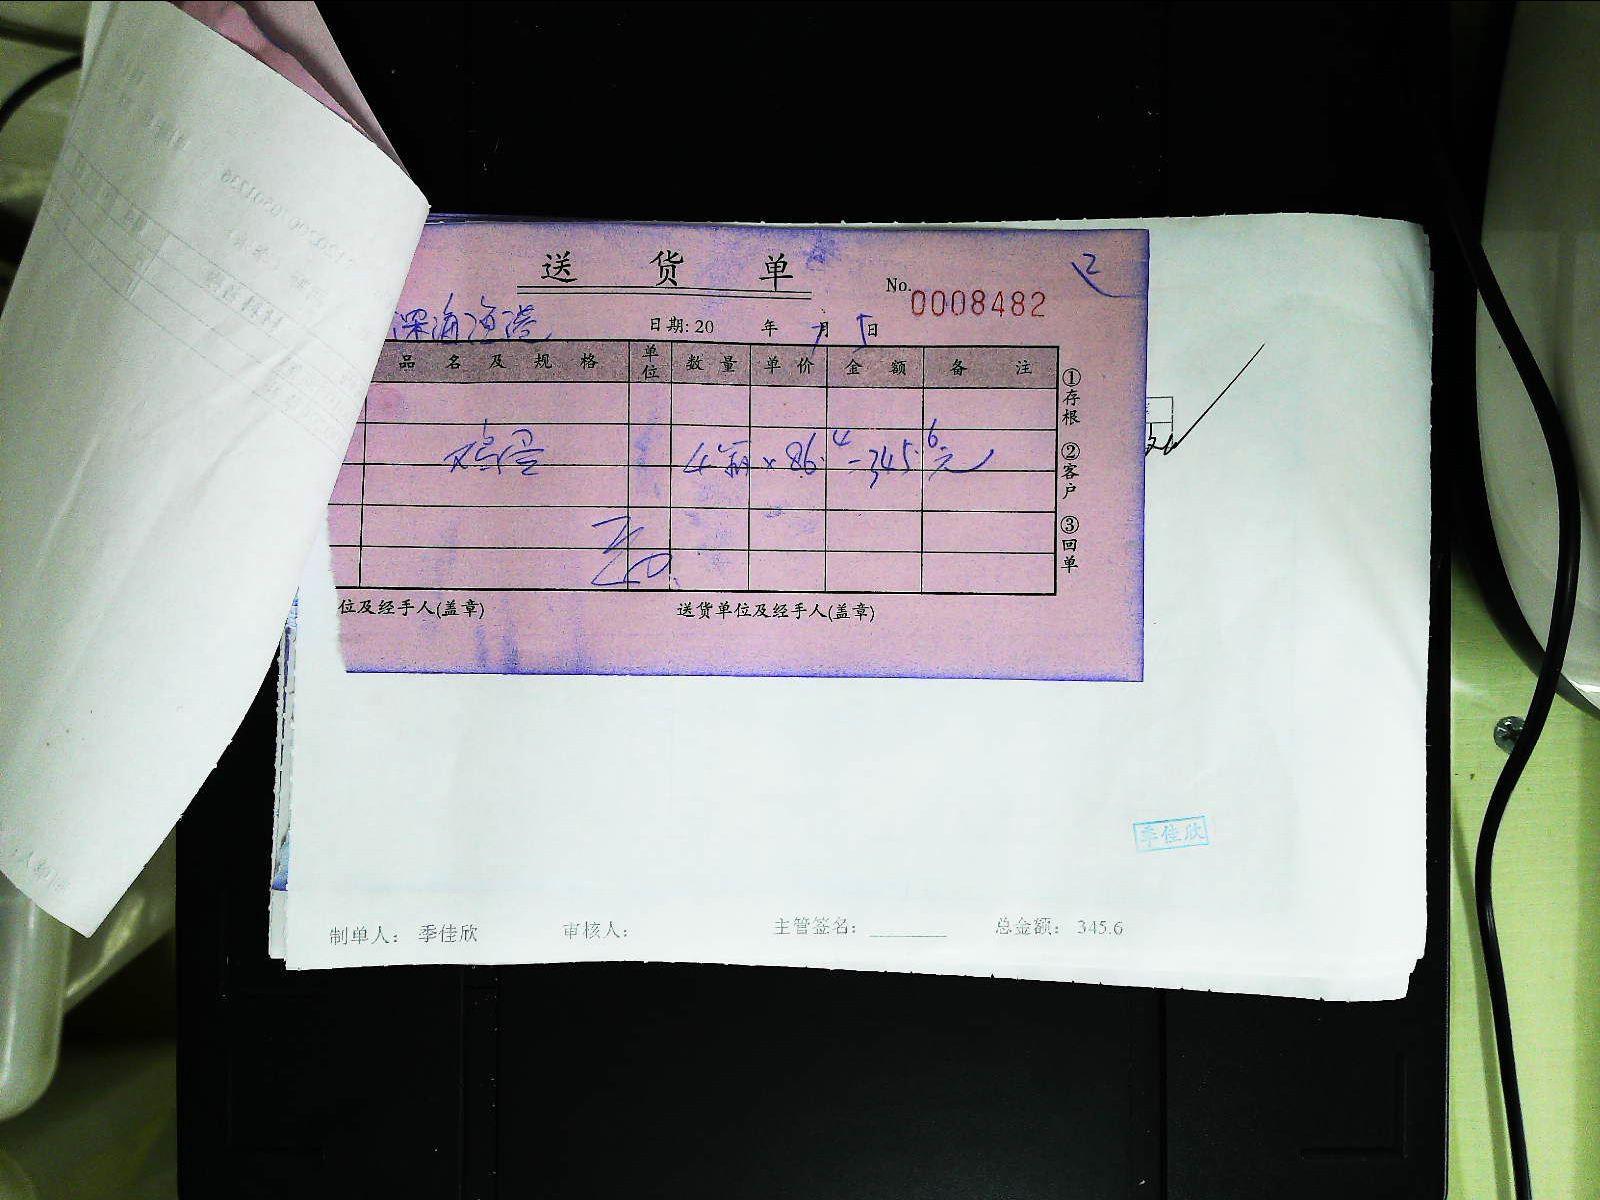 送货单
No. 0008482
深海渔港
日期: 20 年 7月 5日
品名及规格 单位 数量 单价 金额 备注
鸡骨 4箱×86.4=345.6元
①存根 ②客户 ③回单
位及经手人(盖章) 送货单位及经手人(盖章)
季佳欣
制单人: 季佳欣 审核人: 主管签名: 总金额: 345.6